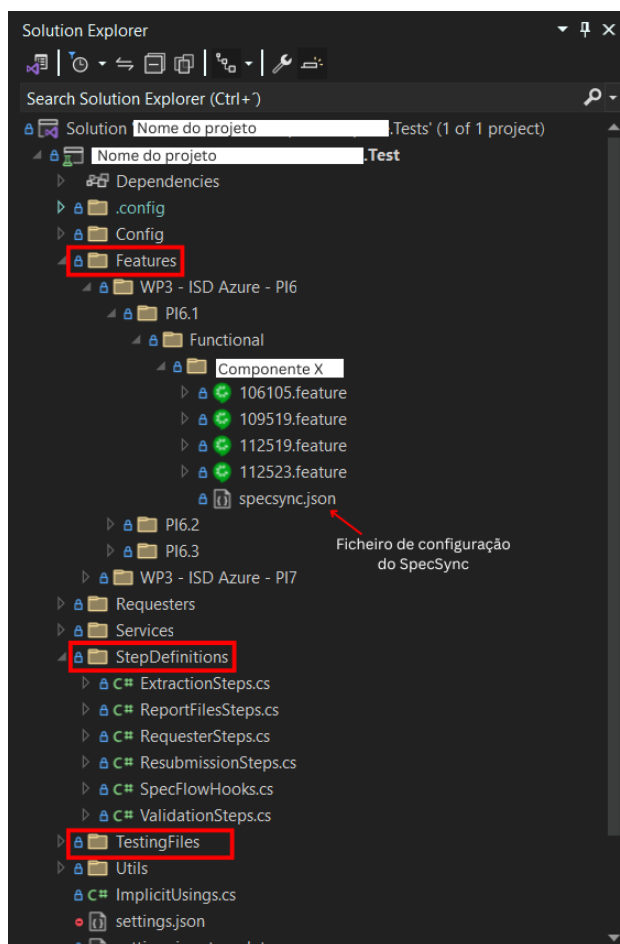 Solution Explorer
Search Solution Explorer (Ctrl+´)
Solution 'Nome do projeto .Tests' (1 of 1 project)
Nome do projeto .Test
Dependencies
.config
Config
Features
WP3 - ISD Azure - PI6
PI6.1
Functional
Componente X
106105.feature
109519.feature
112519.feature
112523.feature
specsync.json
PI6.2
Ficheiro de configuração
do SpecSync
PI6.3
WP3 - ISD Azure - PI7
Requesters
Services
StepDefinitions
C# ExtractionSteps.cs
C# ReportFilesSteps.cs
C# RequesterSteps.cs
C# ResubmissionSteps.cs
C# SpecFlowHooks.cs
C# ValidationSteps.cs
TestingFiles
Utils
C# ImplicitUsings.cs
settings.json